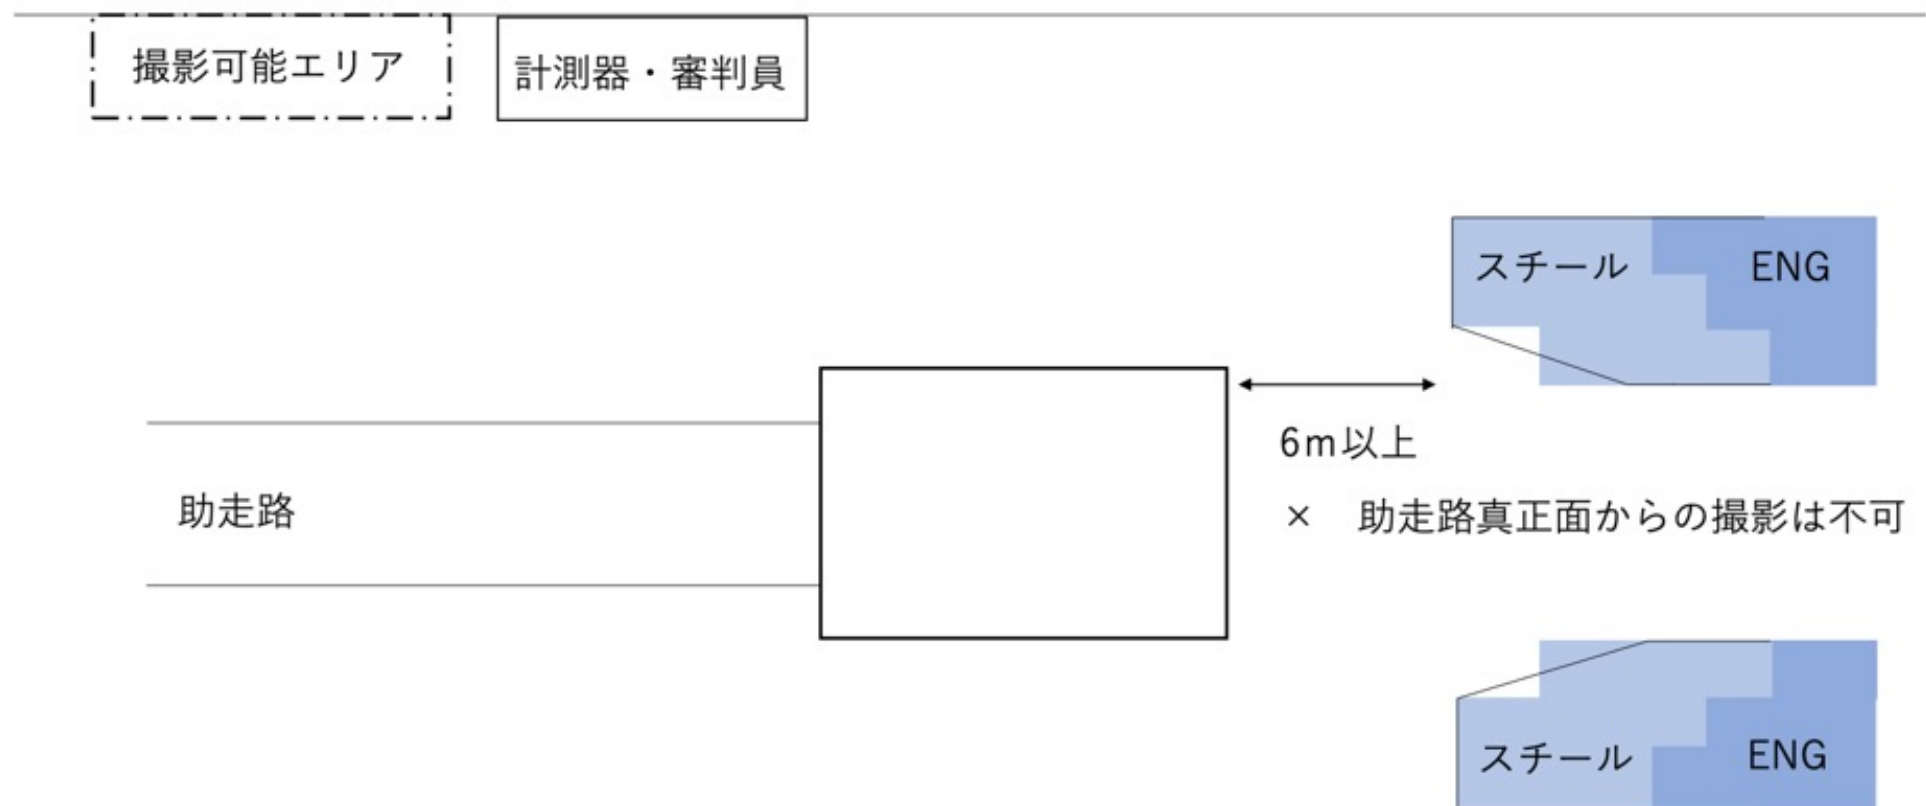 撮影可能エリア
計測器・審判員
スチール
ENG
6m以上
助走路
×　助走路真正面からの撮影は不可
スチール
ENG